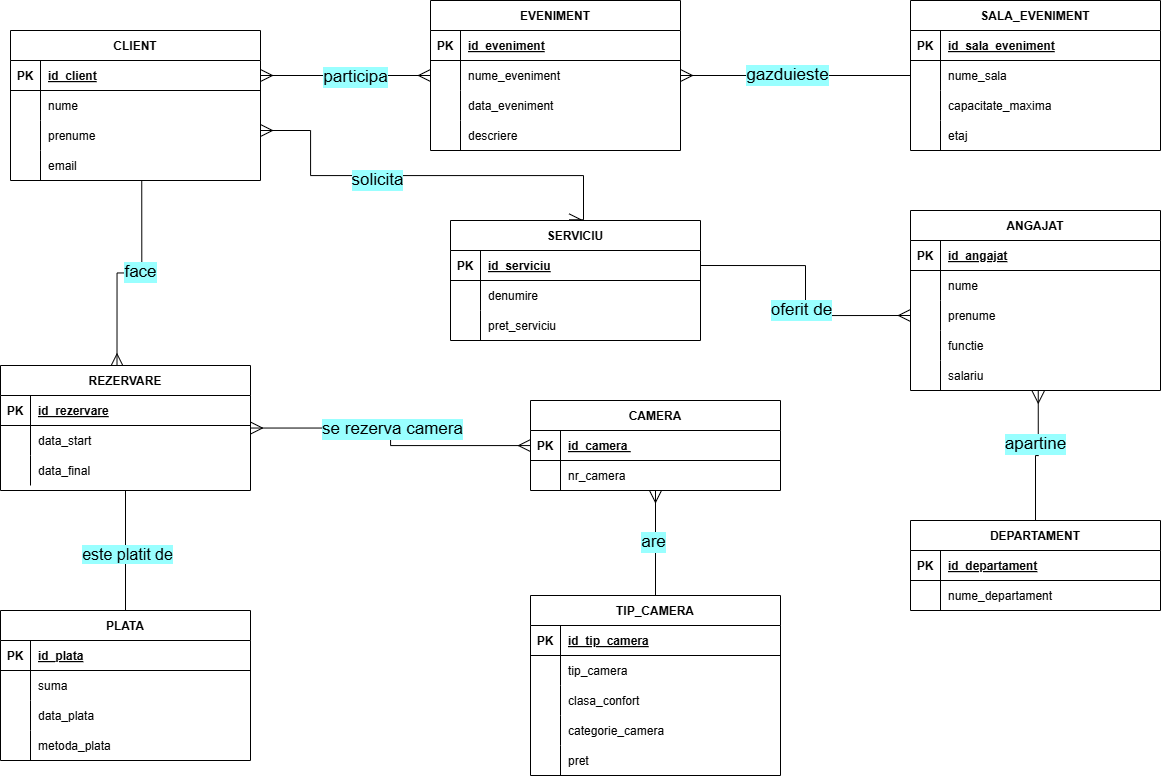 CLIENT
PK id_client
nume
prenume
email
participa
EVENIMENT
PK id_eveniment
nume_eveniment
data_eveniment
descriere
gazduieste
SALA_EVENIMENT
PK id_sala_eveniment
nume_sala
capacitate_maxima
etaj
solicita
face
SERVICIU
PK id_serviciu
denumire
pret_serviciu
oferit de
ANGAJAT
PK id_angajat
nume
prenume
functie
salariu
REZERVARE
PK id_rezervare
data_start
data_final
se rezerva camera
CAMERA
PK id_camera
nr_camera
apartine
este platit de
are
DEPARTAMENT
PK id_departament
nume_departament
PLATA
PK id_plata
suma
data_plata
metoda_plata
TIP_CAMERA
PK id_tip_camera
tip_camera
clasa_confort
categorie_camera
pret